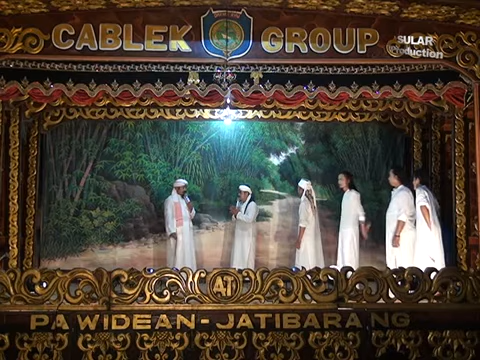 CABLEK GROUP
SULAR
Production
AT
PAWIDEAN-JATIBARANG